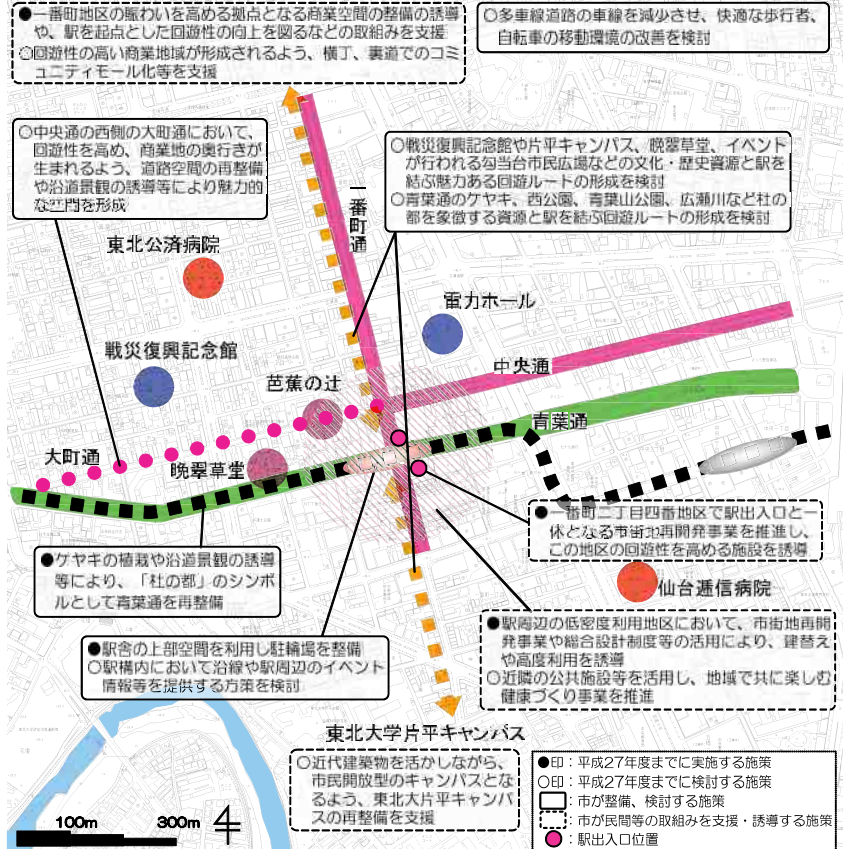 ●一番町地区の賑わいを高める拠点となる商業空間の整備の誘導
や、駅を起点とした回遊性の向上を図るなどの取組みを支援
○回遊性の高い商業地域が形成されるよう、横丁、裏道でのコミ
ュニティモール化等を支援
○多車線道路の車線を減少させ、快適な歩行者、
自転車の移動環境の改善を検討
○中央通の西側の大町通において、
回遊性を高め、商業地の奥行きが
生まれるよう、道路空間の再整備
や沿道景観の誘導等により魅力的
な空間を形成
○戦災復興記念館や片平キャンパス、晩翠草堂、イベント
が行われる勾当台市民広場などの文化・歴史資源と駅を
結ぶ魅力ある回遊ルートの形成を検討
○青葉通のケヤキ、西公園、青葉山公園、広瀬川など杜の
都を象徴する資源と駅を結ぶ回遊ルートの形成を検討
一番町通
東北公済病院
電力ホール
戦災復興記念館
芭蕉の辻
中央通
青葉通
大町通
晩翠草堂
●一番町二丁目四番地区で駅出入口と一
体となる市街地再開発事業を推進し、
この地区の回遊性を高める施設を誘導
●ケヤキの植栽や沿道景観の誘導
等により、「杜の都」のシンボ
ルとして青葉通を再整備
仙台逓信病院
●駅周辺の低密度利用地区において、市街地再開
発事業や総合設計制度等の活用により、建替え
や高度利用を誘導
○近隣の公共施設等を活用し、地域で共に楽しむ
健康づくり事業を推進
●駅舎の上部空間を利用し駐輪場を整備
○駅構内において沿線や駅周辺のイベント
情報等を提供する方策を検討
東北大学片平キャンパス
○近代建築物を活かしながら、
市民開放型のキャンパスとな
るよう、東北大片平キャンパ
スの再整備を支援
●印：平成27年度までに実施する施策
○印：平成27年度までに検討する施策
：市が整備、検討する施策
：市が民間等の取組みを支援・誘導する施策
：駅出入口位置
100m 300m